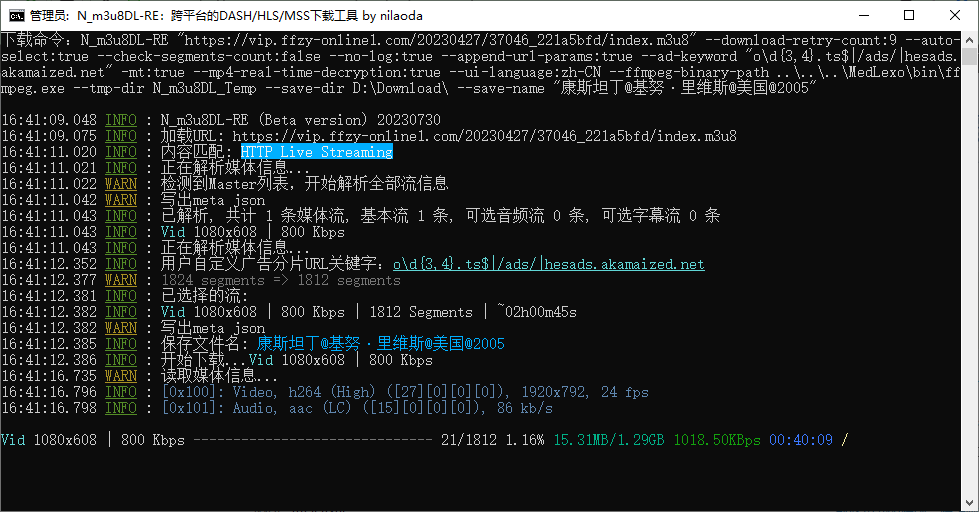 管理员: N_m3u8DL-RE: 跨平台的DASH/HLS/MSS下载工具 by nilaoda
下载命令: N_m3u8DL-RE "https://vip.ffzy-online1.com/20230427/37046_221a5bfd/index.m3u8" --download-retry-count:9 --auto-
select:true --check-segments-count:false --no-log:true --append-url-params:true --ad-keyword "o\d{3,4}.ts$|/ads/|hesads.
akamaized.net" -mt:true --mp4-real-time-decryption:true --ui-language:zh-CN --ffmpeg-binary-path ..\..\..\MedLexo\bin\ff
mpeg.exe --tmp-dir N_m3u8DL_Temp --save-dir D:\Download\ --save-name "康斯坦丁@基努·里维斯@美国@2005"
16:41:09.048 INFO : N_m3u8DL-RE (Beta version) 20230730
16:41:09.075 INFO : 加载URL: https://vip.ffzy-online1.com/20230427/37046_221a5bfd/index.m3u8
16:41:11.020 INFO : 内容匹配: HTTP Live Streaming
16:41:11.021 INFO : 正在解析媒体信息...
16:41:11.022 WARN : 检测到Master列表, 开始解析全部流信息
16:41:11.042 WARN : 写出meta json
16:41:11.043 INFO : 已解析, 共计 1 条媒体流, 基本流 1 条, 可选音频流 0 条, 可选字幕流 0 条
16:41:11.043 INFO : Vid 1080x608 | 800 Kbps
16:41:11.043 INFO : 正在解析媒体信息...
16:41:12.352 INFO : 用户自定义广告分片URL关键字: o\d{3,4}.ts$|/ads/|hesads.akamaized.net
16:41:12.377 WARN : 1824 segments => 1812 segments
16:41:12.381 INFO : 已选择的流:
16:41:12.382 INFO : Vid 1080x608 | 800 Kbps | 1812 Segments | ~02h00m45s
16:41:12.382 WARN : 写出meta json
16:41:12.385 INFO : 保存文件名: 康斯坦丁@基努·里维斯@美国@2005
16:41:12.386 INFO : 开始下载...Vid 1080x608 | 800 Kbps
16:41:16.735 WARN : 读取媒体信息...
16:41:16.796 INFO : [0x100]: Video, h264 (High) ([27][0][0][0]), 1920x792, 24 fps
16:41:16.798 INFO : [0x101]: Audio, aac (LC) ([15][0][0][0]), 86 kb/s
Vid 1080x608 | 800 Kbps ------------------------------ 21/1812 1.16% 15.31MB/1.29GB 1018.50KBps 00:40:09 /